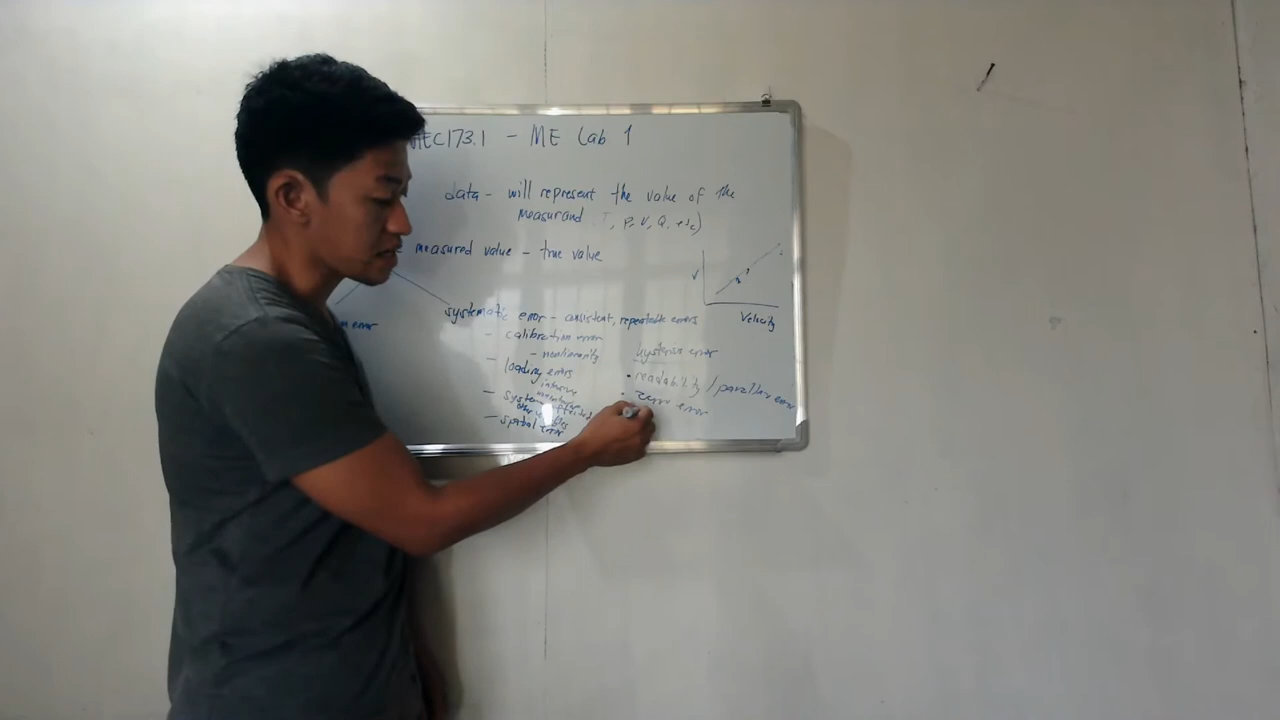 MEC173.1 - ME Lab 1
data - will represent the value of the
measurand (T, P, V, Q, etc)
measured value - true value
V
Velocity
error
systematic error - consistent, repeatable errors
- calibration error
- nonlinearity
hysteresis error
- loading errors
• readability / parallax error
• zero error
- spatial error